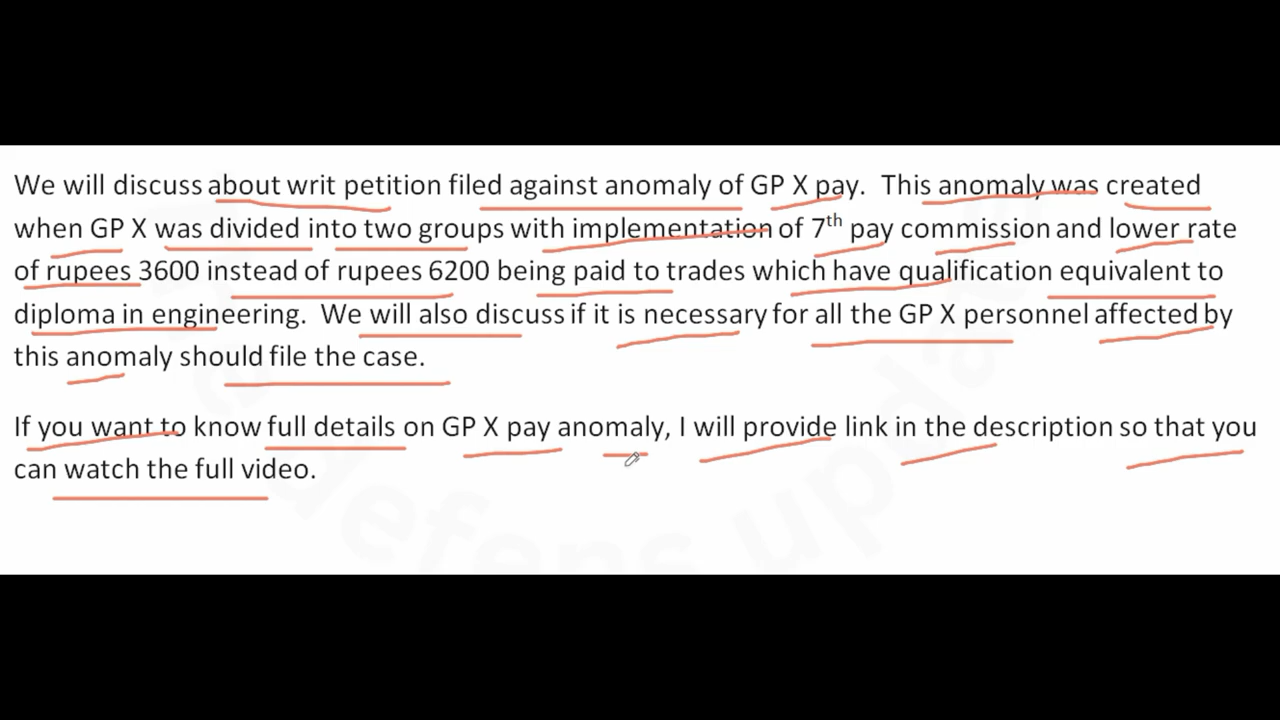 We will discuss about writ petition filed against anomaly of GP X pay. This anomaly was created
when GP X was divided into two groups with implementation of 7th pay commission and lower rate
of rupees 3600 instead of rupees 6200 being paid to trades which have qualification equivalent to
diploma in engineering. We will also discuss if it is necessary for all the GP X personnel affected by
this anomaly should file the case.
If you want to know full details on GP X pay anomaly, I will provide link in the description so that you
can watch the full video.